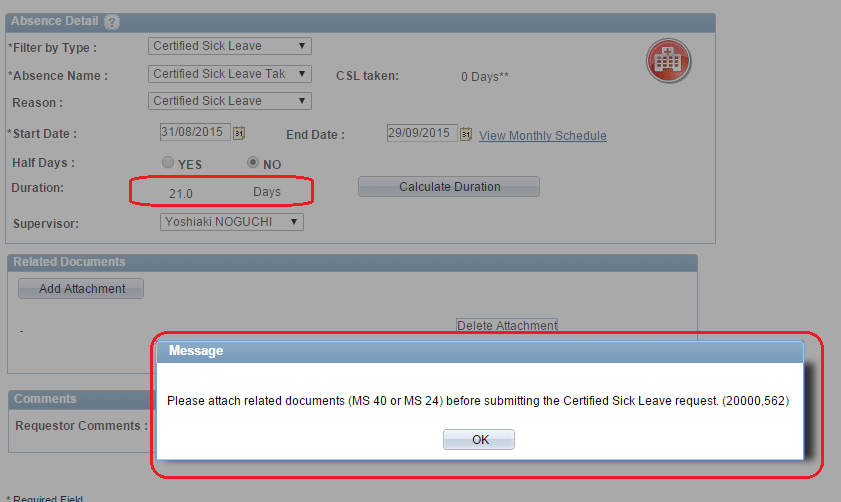 Absence Detail ?
*Filter by Type : Certified Sick Leave
*Absence Name : Certified Sick Leave Tak CSL taken: 0 Days**
Reason : Certified Sick Leave
*Start Date : 31/08/2015 31 End Date : 29/09/2015 31 View Monthly Schedule
Half Days : YES NO
Duration: 21.0 Days Calculate Duration
Supervisor: Yoshiaki NOGUCHI
Related Documents
Add Attachment
- Delete Attachment
Message
Please attach related documents (MS 40 or MS 24) before submitting the Certified Sick Leave request. (20000,562)
OK
Comments
Requestor Comments :
* Required Field